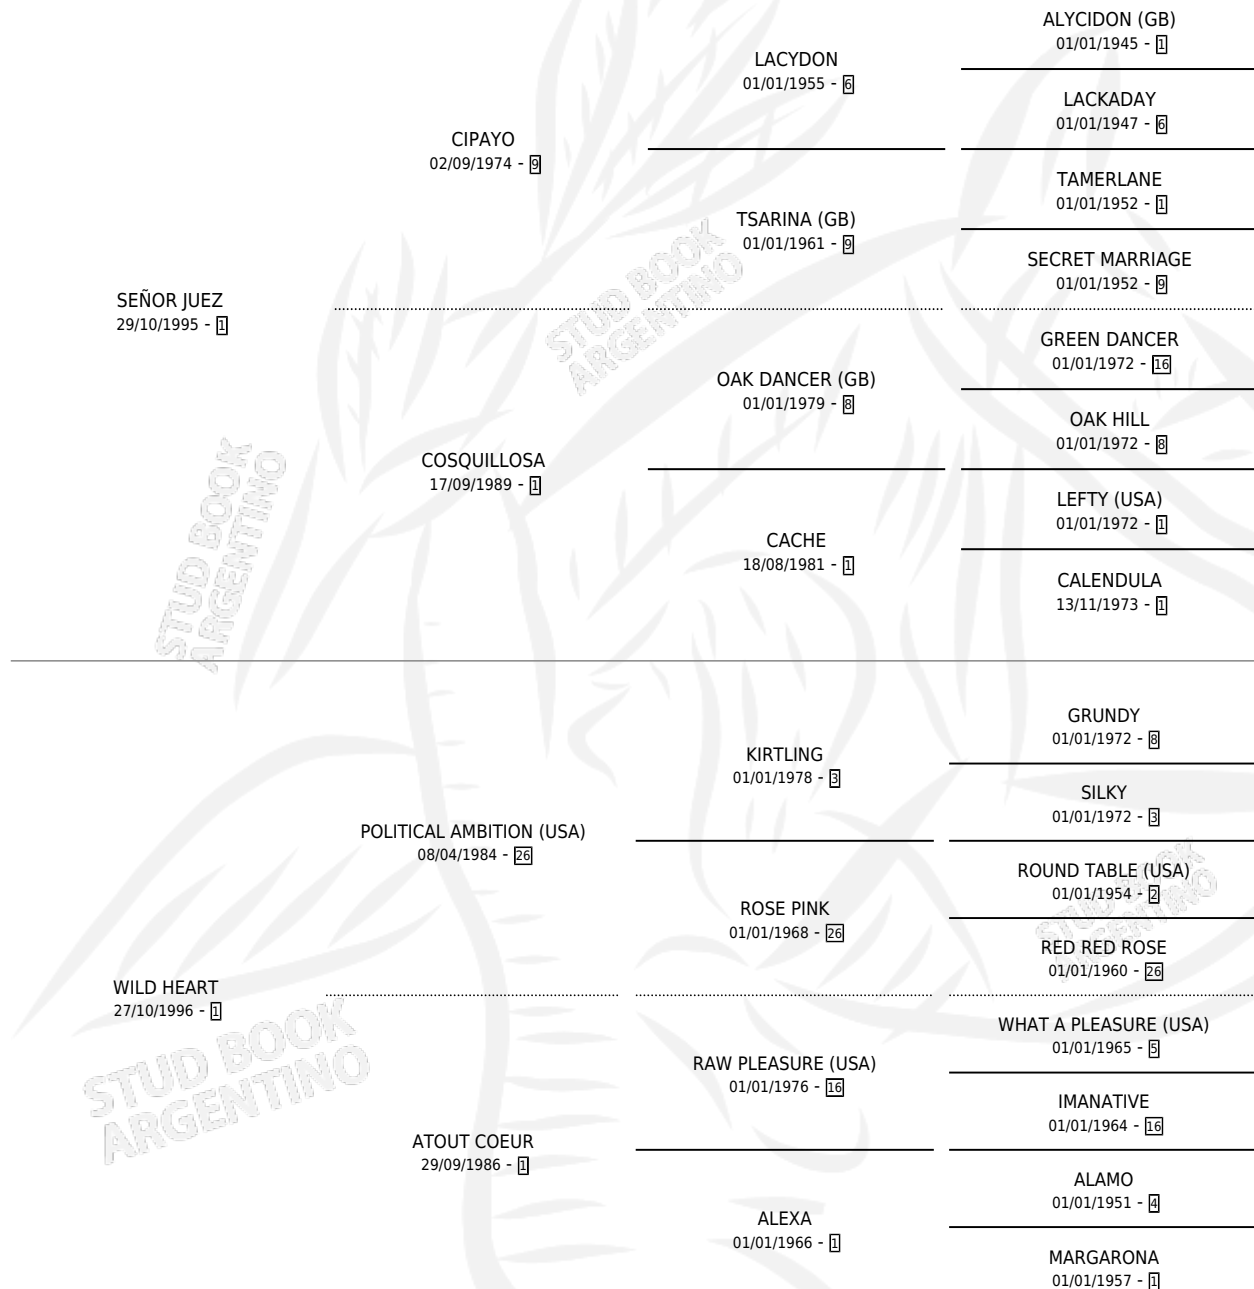 ALYCIDON (GB)
01/01/1945 - 1
LACYDON
01/01/1955 - 6
LACKADAY
01/01/1947 - 6
CIPAYO
02/09/1974 - 9
TAMERLANE
01/01/1952 - 1
TSARINA (GB)
01/01/1961 - 9
SECRET MARRIAGE
01/01/1952 - 9
SEÑOR JUEZ
29/10/1995 - 1
GREEN DANCER
01/01/1972 - 16
OAK DANCER (GB)
01/01/1979 - 8
OAK HILL
01/01/1972 - 8
COSQUILLOSA
17/09/1989 - 1
LEFTY (USA)
01/01/1972 - 1
CACHE
18/08/1981 - 1
CALENDULA
13/11/1973 - 1
GRUNDY
01/01/1972 - 8
KIRTLING
01/01/1978 - 3
SILKY
01/01/1972 - 3
POLITICAL AMBITION (USA)
08/04/1984 - 26
ROUND TABLE (USA)
01/01/1954 - 2
ROSE PINK
01/01/1968 - 26
RED RED ROSE
01/01/1960 - 26
WILD HEART
27/10/1996 - 1
WHAT A PLEASURE (USA)
01/01/1965 - 5
RAW PLEASURE (USA)
01/01/1976 - 16
IMANATIVE
01/01/1964 - 16
ATOUT COEUR
29/09/1986 - 1
ALAMO
01/01/1951 - 4
ALEXA
01/01/1966 - 1
MARGARONA
01/01/1957 - 1
STUD BOOK
ARGENTINO
STUD BOOK
ARGENTINO
STUD BOOK
ARGENTINO
STUD BOOK
ARGENTINO